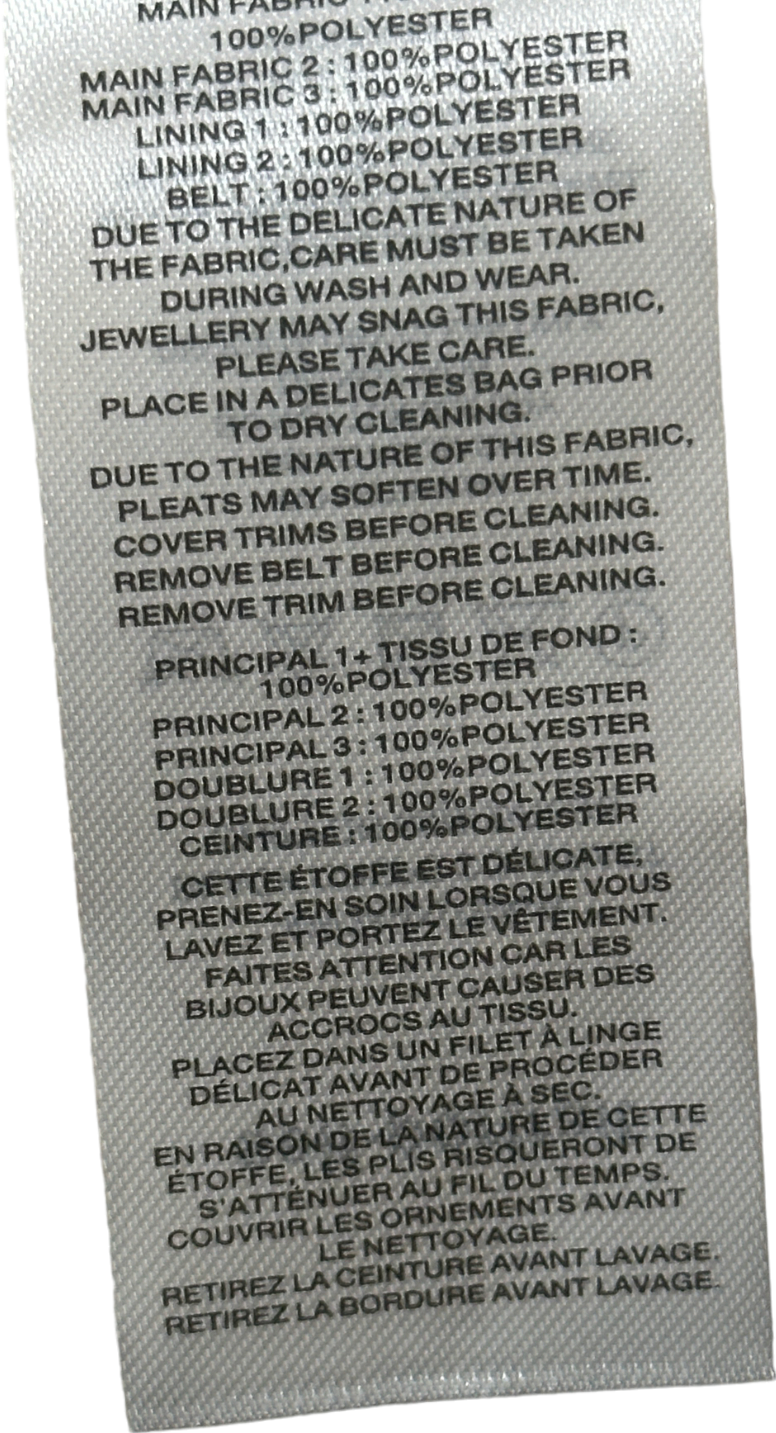 MAIN FABRIC
100%POLYESTER
MAIN FABRIC 2 : 100%POLYESTER
MAIN FABRIC 3 : 100%POLYESTER
LINING 1 : 100%POLYESTER
LINING 2 : 100%POLYESTER
BELT : 100%POLYESTER
DUE TO THE DELICATE NATURE OF
THE FABRIC,CARE MUST BE TAKEN
DURING WASH AND WEAR.
JEWELLERY MAY SNAG THIS FABRIC,
PLEASE TAKE CARE.
PLACE IN A DELICATES BAG PRIOR
TO DRY CLEANING.
DUE TO THE NATURE OF THIS FABRIC,
PLEATS MAY SOFTEN OVER TIME.
COVER TRIMS BEFORE CLEANING.
REMOVE BELT BEFORE CLEANING.
REMOVE TRIM BEFORE CLEANING.
PRINCIPAL 1+ TISSU DE FOND :
100%POLYESTER
PRINCIPAL 2 : 100%POLYESTER
PRINCIPAL 3 : 100%POLYESTER
DOUBLURE 1 : 100%POLYESTER
DOUBLURE 2 : 100%POLYESTER
CEINTURE : 100%POLYESTER
CETTE ÉTOFFE EST DÉLICATE,
PRENEZ-EN SOIN LORSQUE VOUS
LAVEZ ET PORTEZ LE VÊTEMENT.
FAITES ATTENTION CAR LES
BIJOUX PEUVENT CAUSER DES
ACCROCS AU TISSU.
PLACEZ DANS UN FILET À LINGE
DÉLICAT AVANT DE PROCÉDER
AU NETTOYAGE À SEC.
EN RAISON DE LA NATURE DE CETTE
ÉTOFFE, LES PLIS RISQUERONT DE
S'ATTÉNUER AU FIL DU TEMPS.
COUVRIR LES ORNEMENTS AVANT
LE NETTOYAGE.
RETIREZ LA CEINTURE AVANT LAVAGE.
RETIREZ LA BORDURE AVANT LAVAGE.